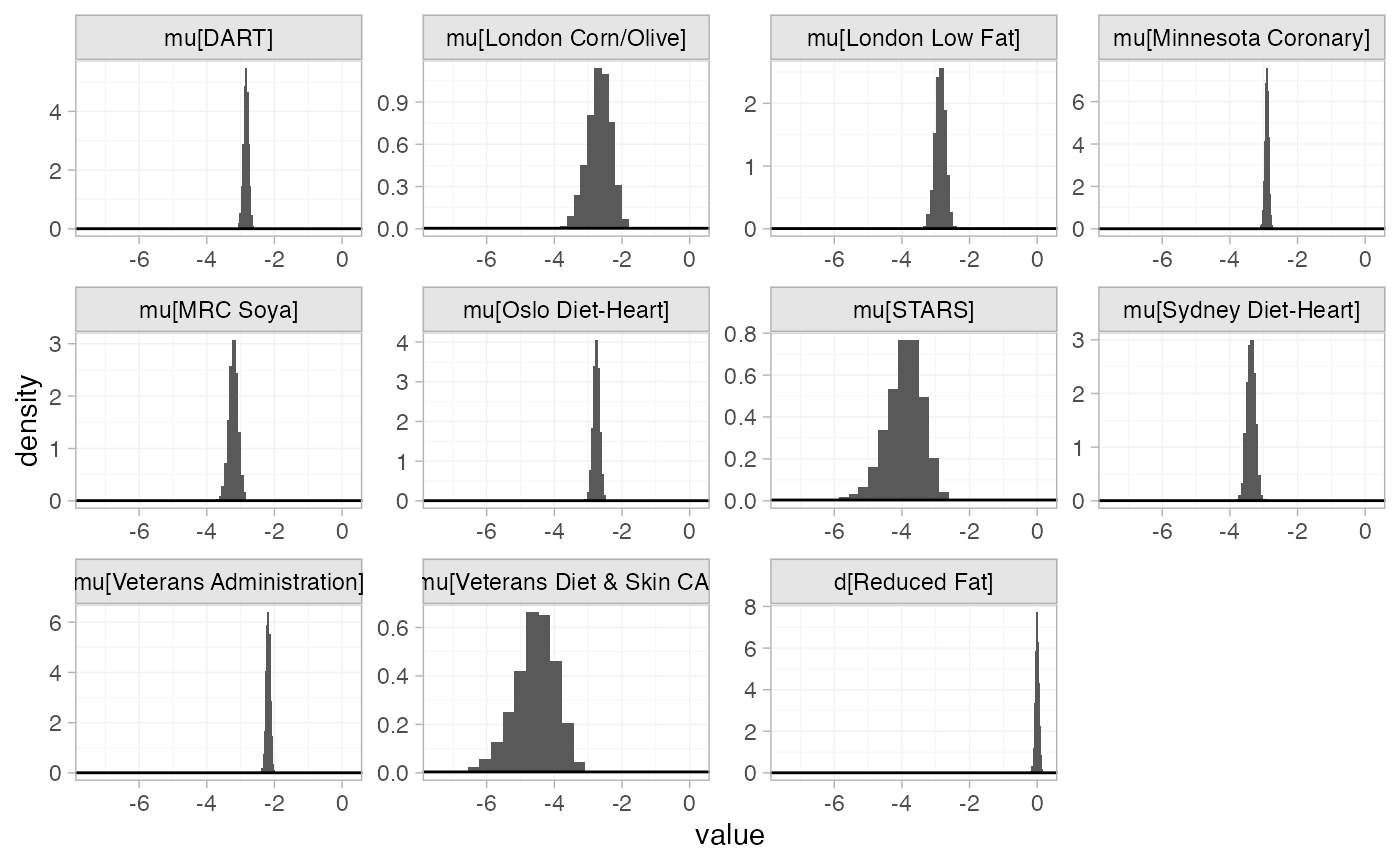 mu[DART]
mu[London Corn/Olive]
mu[London Low Fat]
mu[Minnesota Coronary]
4
2
0
0.9
0.6
0.3
0.0
2
1
0
6
4
2
0
-6 -4 -2 0
-6 -4 -2 0
-6 -4 -2 0
-6 -4 -2 0
mu[MRC Soya]
mu[Oslo Diet-Heart]
mu[STARS]
mu[Sydney Diet-Heart]
density
3
2
1
0
4
3
2
1
0
0.8
0.6
0.4
0.2
0.0
3
2
1
0
-6 -4 -2 0
-6 -4 -2 0
-6 -4 -2 0
-6 -4 -2 0
mu[Veterans Administration]
mu[Veterans Diet & Skin CA
d[Reduced Fat]
6
4
2
0
0.6
0.4
0.2
0.0
8
6
4
2
0
-6 -4 -2 0
-6 -4 -2 0
-6 -4 -2 0
value